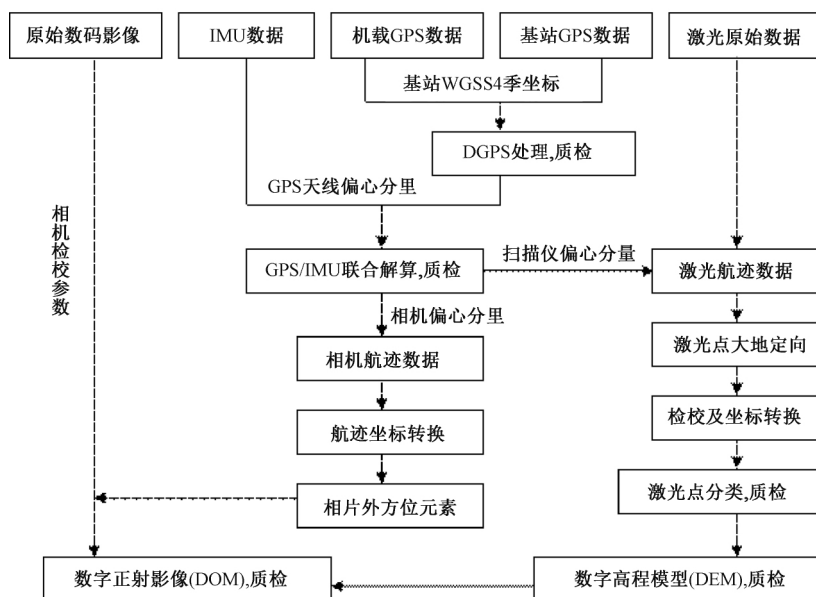 原始数码影像
IMU数据
机载GPS数据
基站GPS数据
激光原始数据
基站WGSS4季坐标
DGPS处理,质检
GPS天线偏心分里
相机检校参数
GPS/IMU联合解算,质检
扫描仪偏心分量
激光航迹数据
相机偏心分里
激光点大地定向
相机航迹数据
检校及坐标转换
航迹坐标转换
激光点分类,质检
相片外方位元素
数字正射影像(DOM),质检
数字高程模型(DEM),质检